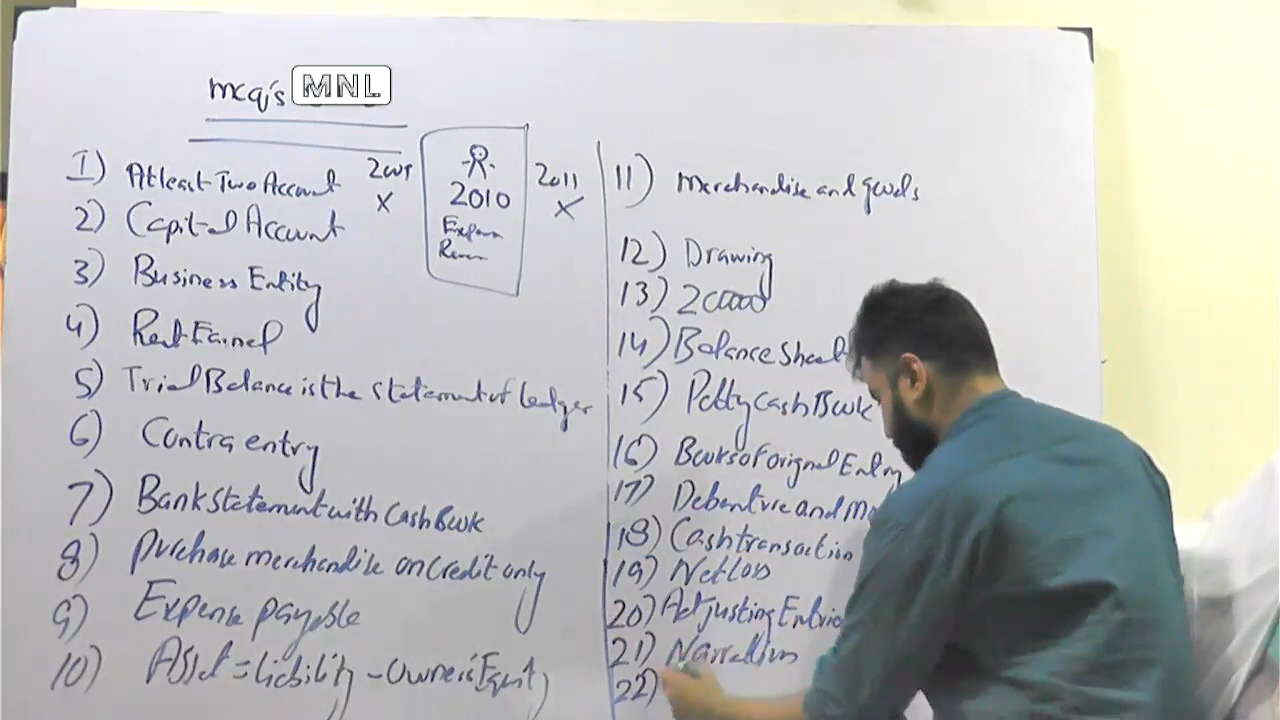 mcq's MNL
1) Atleast Two Account
2) Capital Account
3) Business Entity
4) Rent Earned
5) Trial Balance is the statement of ledger
6) Contra entry
7) Bank statement with Cash Book
8) purchase merchandise on credit only
9) Expense payable
10) Asset = liability - Owner's Equity
2009
X
2010
2011
X
11) merchandise and goods
12) Drawing
13) 20000
14) Balance Sheet
15) Petty Cash Book
16) Books of orignal Entry
17) Debenture and
18) Cash transaction
19) Net loss
20) Adjusting Entries
21) Narration
22)